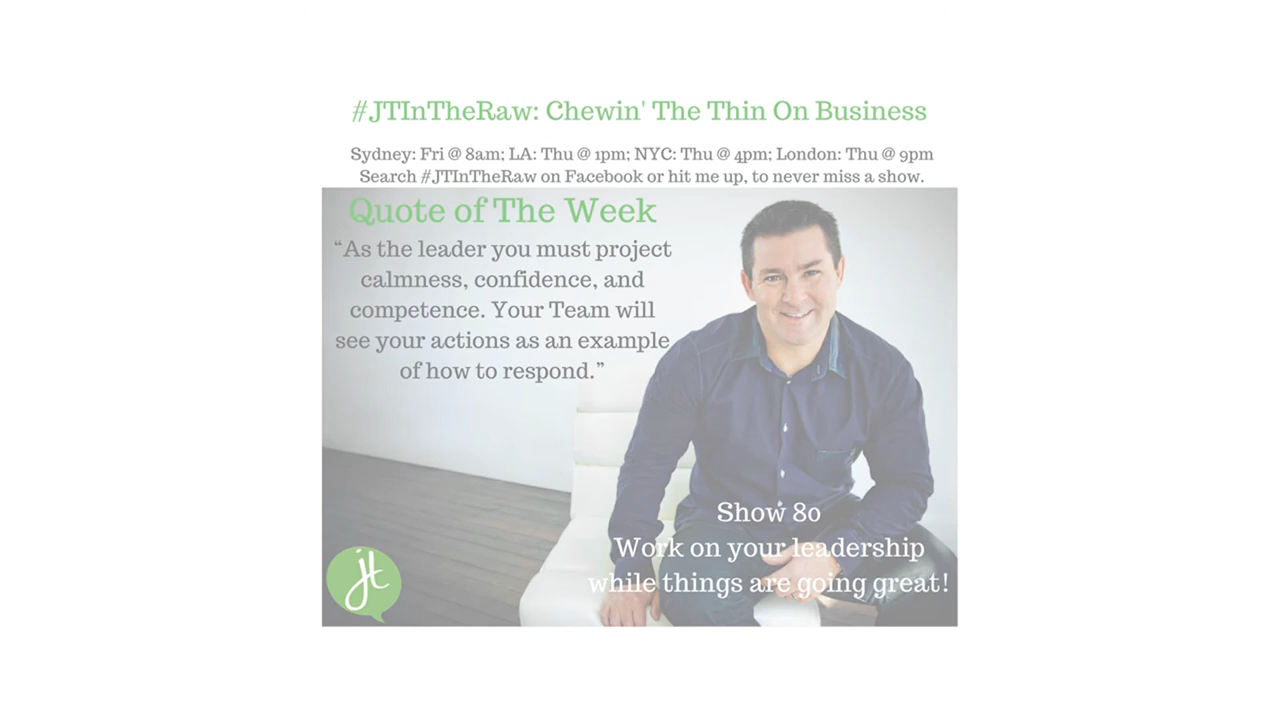 #JTInTheRaw: Chewin' The Thin On Business
Sydney: Fri @ 8am; LA: Thu @ 1pm; NYC: Thu @ 4pm; London: Thu @ 9pm
Search #JTInTheRaw on Facebook or hit me up, to never miss a show.
Quote of The Week
“As the leader you must project
calmness, confidence, and
competence. Your Team will
see your actions as an example
of how to respond.”
Show 80
Work on your leadership
while things are going great!
jt